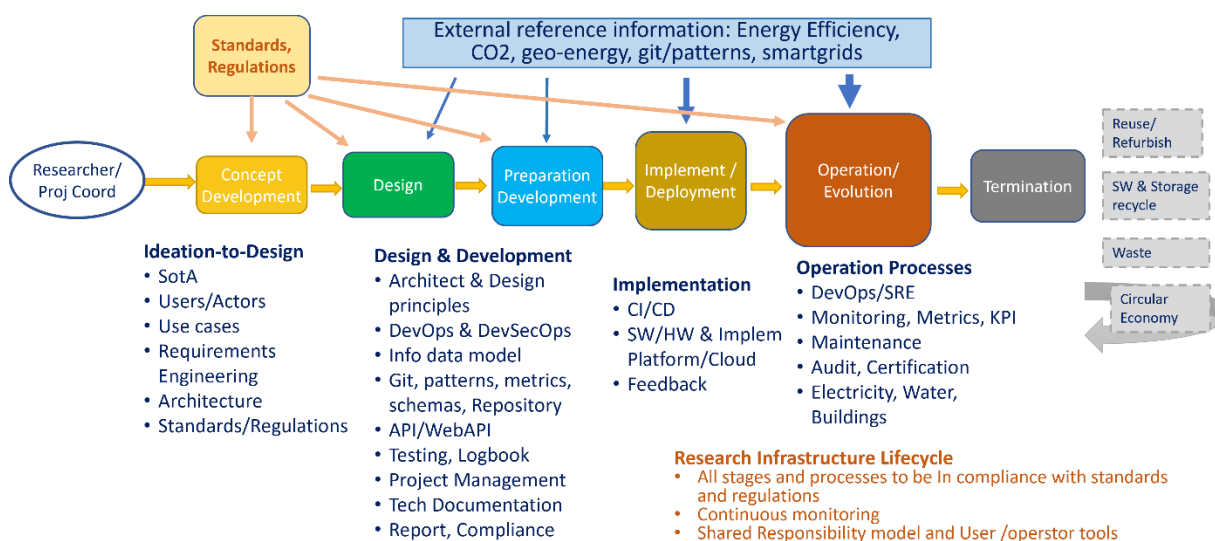 External reference information: Energy Efficiency,
CO2, geo-energy, git/patterns, smartgrids
Standards,
Regulations
Researcher/
Proj Coord
Concept
Development
Design
Preparation
Development
Implement /
Deployment
Operation/
Evolution
Termination
Reuse/
Refurbish
SW & Storage
recycle
Waste
Circular
Economy
Ideation-to-Design
• SotA
• Users/Actors
• Use cases
• Requirements
Engineering
• Architecture
• Standards/Regulations
Design & Development
• Architect & Design
principles
• DevOps & DevSecOps
• Info data model
• Git, patterns, metrics,
schemas, Repository
• API/WebAPI
• Testing, Logbook
• Project Management
• Tech Documentation
• Report, Compliance
Implementation
• CI/CD
• SW/HW & Implem
Platform/Cloud
• Feedback
Operation Processes
• DevOps/SRE
• Monitoring, Metrics, KPI
• Maintenance
• Audit, Certification
• Electricity, Water,
Buildings
Research Infrastructure Lifecycle
• All stages and processes to be In compliance with standards
and regulations
• Continuous monitoring
• Shared Responsibility model and User /operstor tools